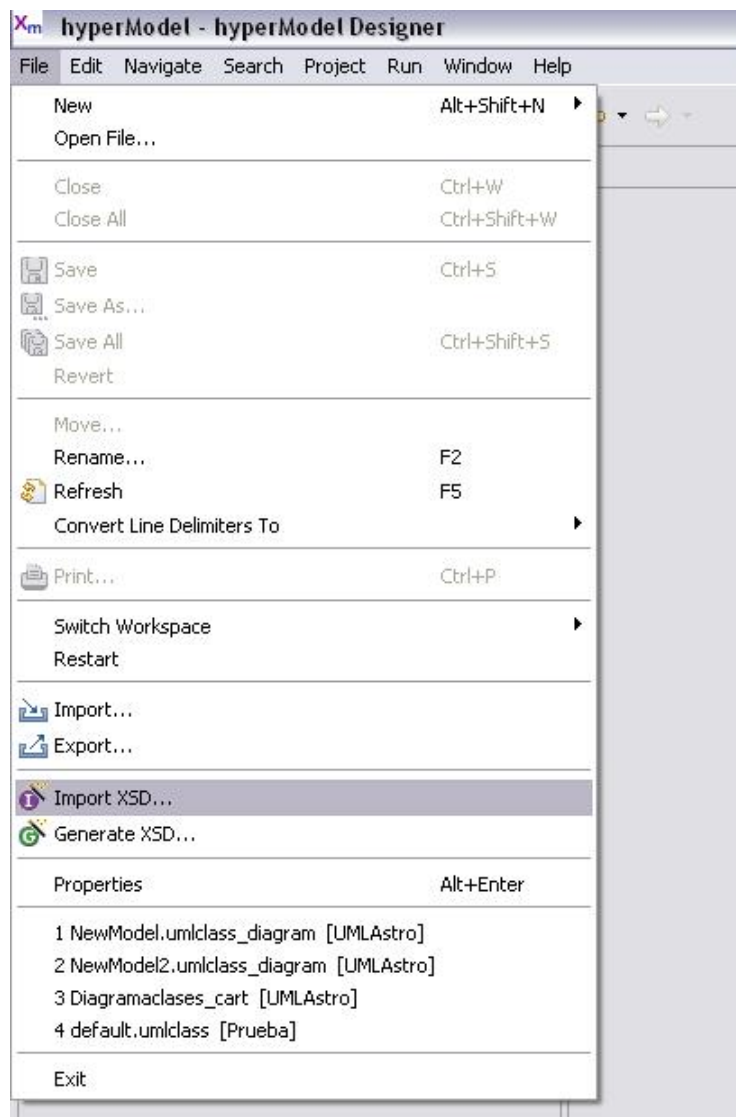 Xm hyperModel - hyperModel Designer
File Edit Navigate Search Project Run Window Help
New Alt+Shift+N
Open File...
Close Ctrl+W
Close All Ctrl+Shift+W
Save Ctrl+S
Save As...
Save All Ctrl+Shift+S
Revert
Move...
Rename... F2
Refresh F5
Convert Line Delimiters To
Print... Ctrl+P
Switch Workspace
Restart
Import...
Export...
I Import XSD...
G Generate XSD...
Properties Alt+Enter
1 NewModel.umlclass_diagram [UMLAstro]
2 NewModel2.umlclass_diagram [UMLAstro]
3 Diagramaclases_cart [UMLAstro]
4 default.umlclass [Prueba]
Exit